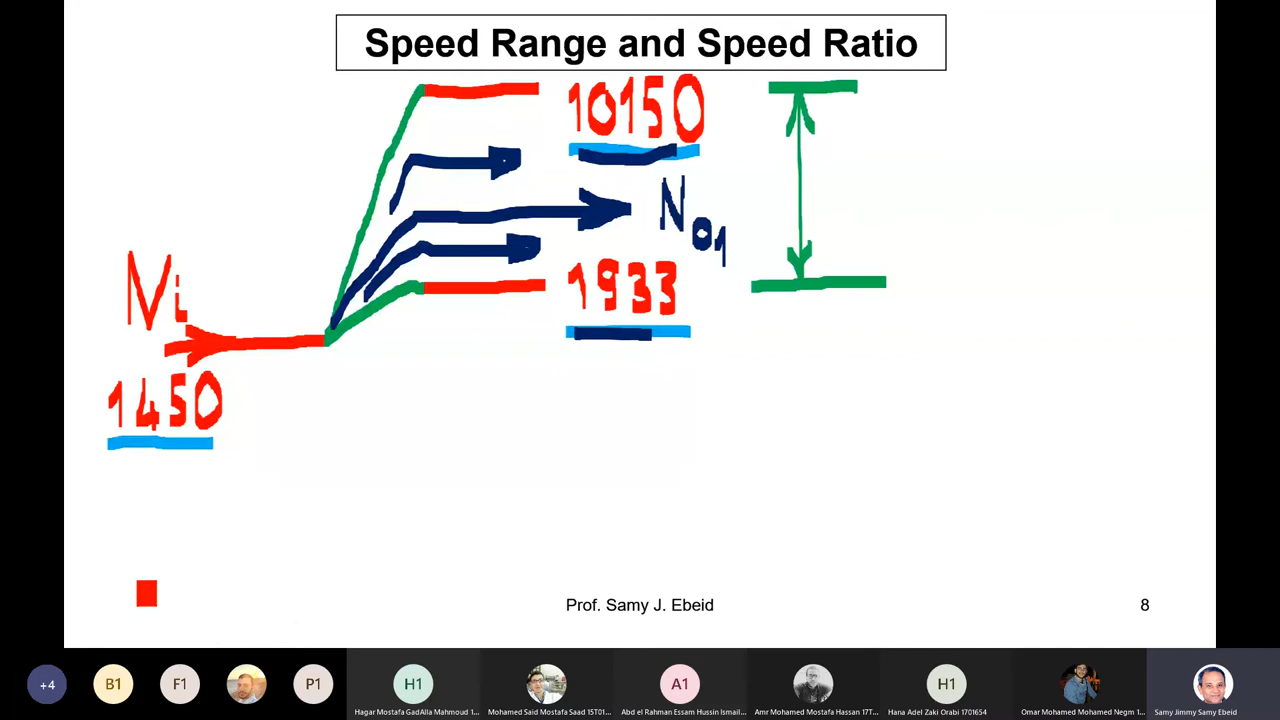 Speed Range and Speed Ratio
10150
No1
Ni
1933
1450
Prof. Samy J. Ebeid
8
+4
B1
F1
P1
H1
A1
H1
Hagar Mostafa GadAlla Mahmoud 1...
Mohamed Said Mostafa Saad 15T01...
Abd el Rahman Essam Hussin Ismail...
Amr Mohamed Mostafa Hassan 17T...
Hana Adel Zaki Orabi 1701654
Omar Mohamed Mohamed Negm 1...
Samy Jimmy Samy Ebeid